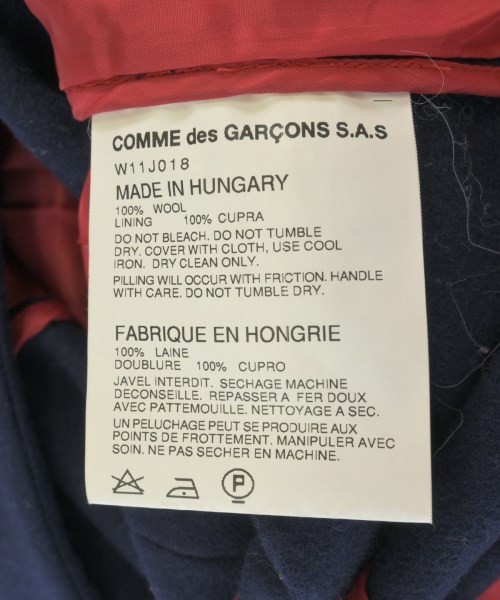 COMME des GARÇONS S.A.S
W11J018
MADE IN HUNGARY
100% WOOL
LINING 100% CUPRA
DO NOT BLEACH. DO NOT TUMBLE
DRY. COVER WITH CLOTH, USE COOL
IRON. DRY CLEAN ONLY.
PILLING WILL OCCUR WITH FRICTION. HANDLE
WITH CARE. DO NOT TUMBLE DRY.
FABRIQUE EN HONGRIE
100% LAINE
DOUBLURE 100% CUPRO
JAVEL INTERDIT. SECHAGE MACHINE
DECONSEILLE. REPASSER A FER DOUX
AVEC PATTEMOUILLE. NETTOYAGE A SEC.
UN PELUCHAGE PEUT SE PRODUIRE AUX
POINTS DE FROTTEMENT. MANIPULER AVEC
SOIN. NE PAS SECHER EN MACHINE.
P